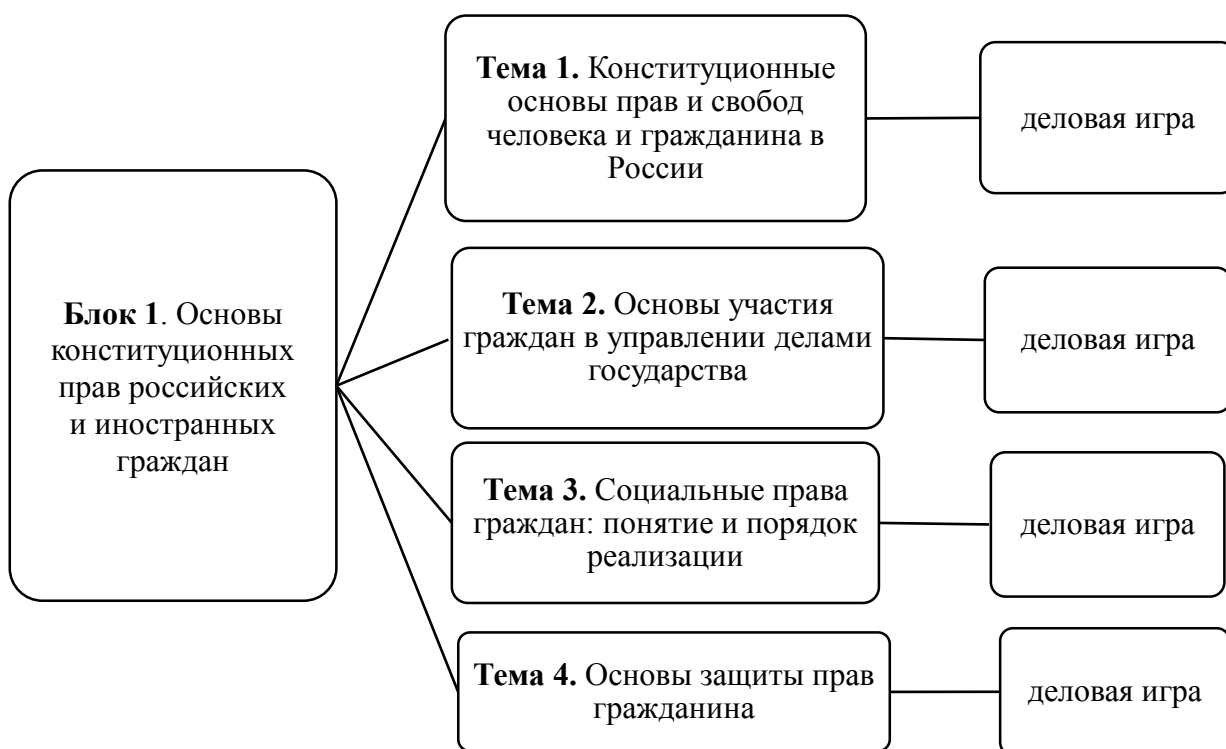 Блок 1. Основы
конституционных
прав российских
и иностранных
граждан
Тема 1. Конституционные
основы прав и свобод
человека и гражданина в
России
деловая игра
Тема 2. Основы участия
граждан в управлении делами
государства
деловая игра
Тема 3. Социальные права
граждан: понятие и порядок
реализации
деловая игра
Тема 4. Основы защиты прав
гражданина
деловая игра